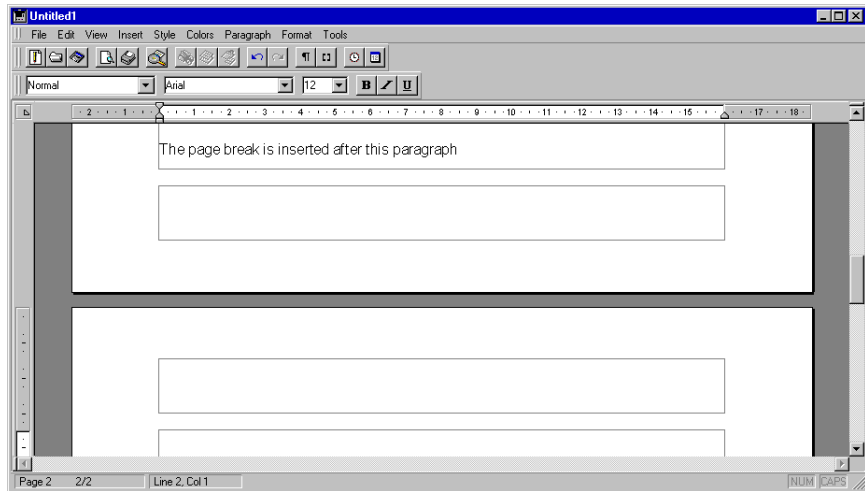 Untitled1
File Edit View Insert Style Colors Paragraph Format Tools
Normal Arial 12 B I U
2 1 1 2 3 4 5 6 7 8 9 10 11 12 13 14 15 17 18
The page break is inserted after this paragraph
Page 2 2/2 Line 2, Col 1 NUM CAPS